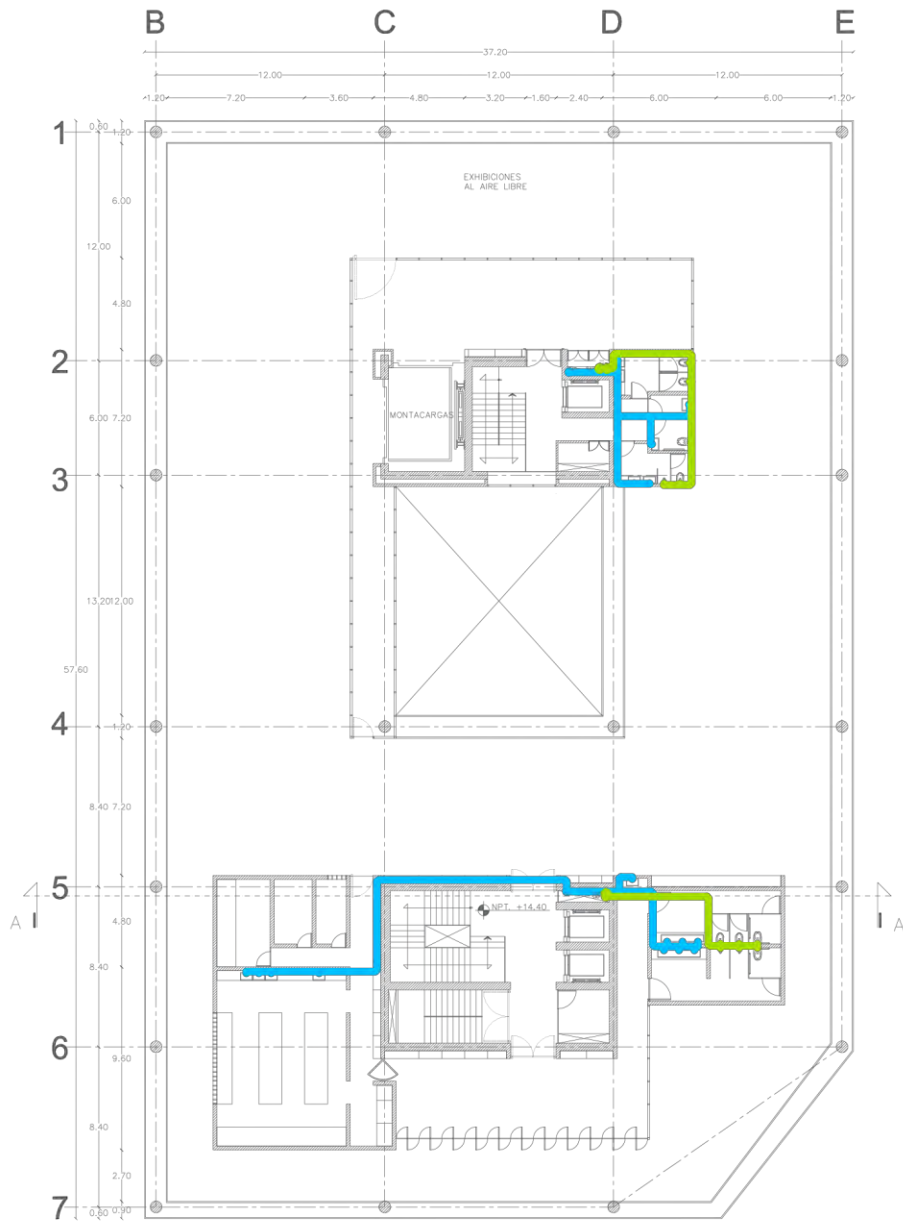 B C D E
37.20
12.00 12.00 12.00
1.20 7.20 3.60 4.80 3.20 1.60 2.40 6.00 6.00 1.20
1
0.60 1.20
EXHIBICIONES
AL AIRE LIBRE
6.00
12.00
4.80
2
MONTACARGAS
6.00 7.20
3
13.20 12.00
57.60
4
1.20
8.40 7.20
5
A A
NPT. +14.40
4.80
8.40
6
9.60
8.40
2.70
7
0.60 0.90